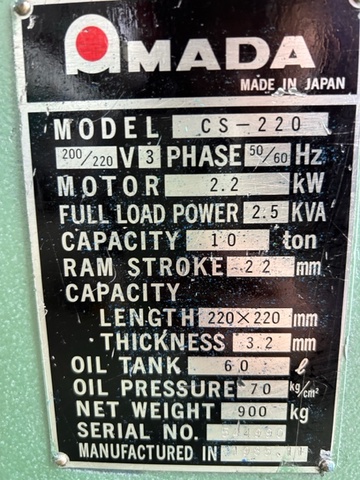 AMADA
MADE IN JAPAN
MODEL CS-220
200/220 V 3 PHASE 50/60 Hz
MOTOR 2.2 kW
FULL LOAD POWER 2.5 KVA
CAPACITY 10 ton
RAM STROKE 22 mm
CAPACITY
LENGTH 220×220 mm
THICKNESS 3.2 mm
OIL TANK 60 ℓ
OIL PRESSURE 70 kg/cm²
NET WEIGHT 900 kg
SERIAL NO.
MANUFACTURED IN